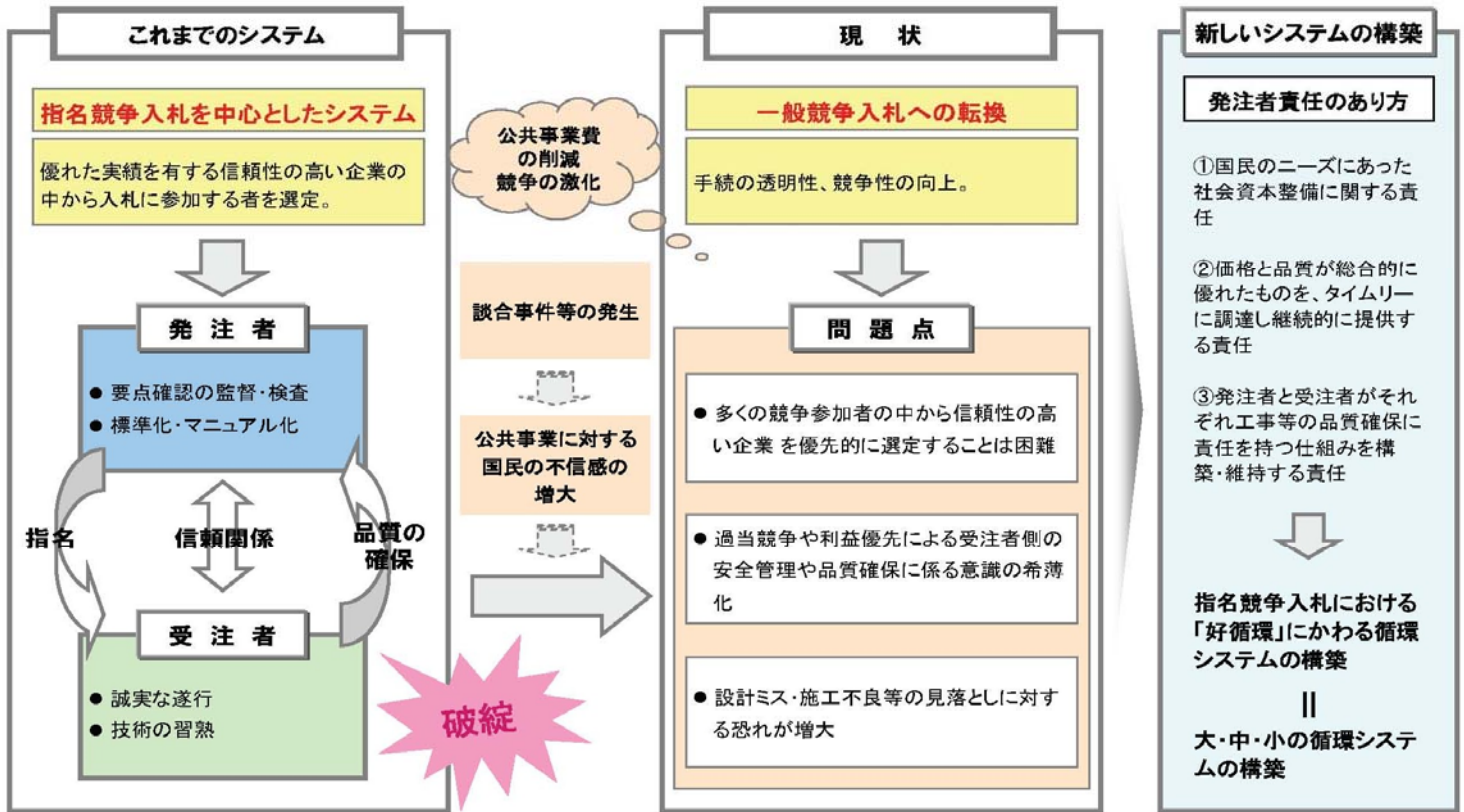 これまでのシステム
指名競争入札を中心としたシステム
優れた実績を有する信頼性の高い企業の
中から入札に参加する者を選定。
発注者
● 要点確認の監督・検査
● 標準化・マニュアル化
指名
信頼関係
品質の
確保
受注者
● 誠実な遂行
● 技術の習熟
破綻
公共事業費
の削減
競争の激化
談合事件等の発生
公共事業に対する
国民の不信感の
増大
現状
一般競争入札への転換
手続の透明性、競争性の向上。
問題点
● 多くの競争参加者の中から信頼性の高
い企業 を優先的に選定することは困難
● 過当競争や利益優先による受注者側の
安全管理や品質確保に係る意識の希薄
化
● 設計ミス・施工不良等の見落としに対す
る恐れが増大
新しいシステムの構築
発注者責任のあり方
①国民のニーズにあった
社会資本整備に関する責
任
②価格と品質が総合的に
優れたものを、タイムリー
に調達し継続的に提供す
る責任
③発注者と受注者がそれ
ぞれ工事等の品質確保に
責任を持つ仕組みを構
築・維持する責任
指名競争入札における
「好循環」にかわる循環
システムの構築
＝
大・中・小の循環システ
ムの構築